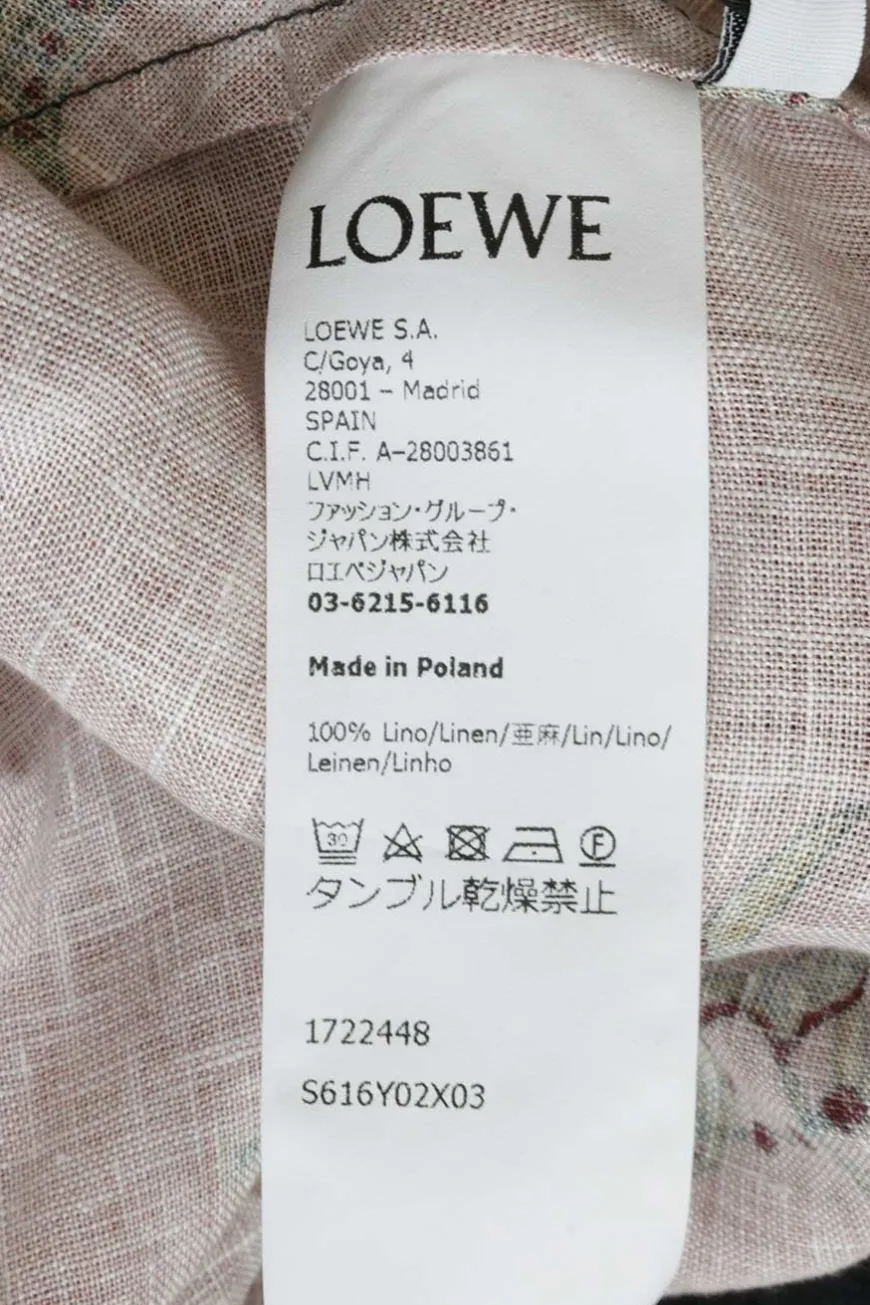 LOEWE
LOEWE S.A.
C/Goya, 4
28001 – Madrid
SPAIN
C.I.F. A–28003861
LVMH
ファッション・グループ・
ジャパン株式会社
ロエベジャパン
03-6215-6116
Made in Poland
100% Lino/Linen/亜麻/Lin/Lino/
Leinen/Linho
30 F
タンブル乾燥禁止
1722448
S616Y02X03